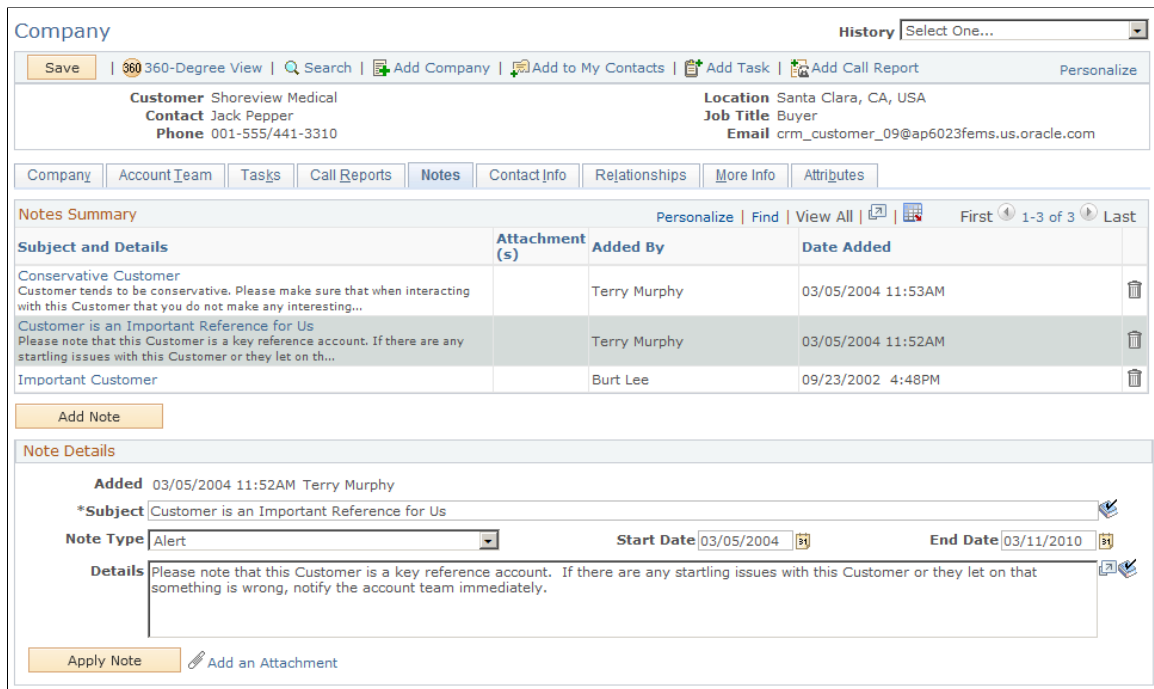 Company
History Select One...
Save | 360 360-Degree View | Search | Add Company | Add to My Contacts | Add Task | Add Call Report Personalize
Customer Shoreview Medical Location Santa Clara, CA, USA
Contact Jack Pepper Job Title Buyer
Phone 001-555/441-3310 Email crm_customer_09@ap6023fems.us.oracle.com
Company Account Team Tasks Call Reports Notes Contact Info Relationships More Info Attributes
Notes Summary Personalize | Find | View All | | First 1-3 of 3 Last
Subject and Details Attachment Added By Date Added
(s)
Conservative Customer
Customer tends to be conservative. Please make sure that when interacting
with this Customer that you do not make any interesting...
Terry Murphy 03/05/2004 11:53AM
Customer is an Important Reference for Us
Please note that this Customer is a key reference account. If there are any
startling issues with this Customer or they let on th...
Terry Murphy 03/05/2004 11:52AM
Important Customer Burt Lee 09/23/2002 4:48PM
Add Note
Note Details
Added 03/05/2004 11:52AM Terry Murphy
*Subject Customer is an Important Reference for Us
Note Type Alert Start Date 03/05/2004 31 End Date 03/11/2010 31
Details Please note that this Customer is a key reference account. If there are any startling issues with this Customer or they let on that
something is wrong, notify the account team immediately.
Apply Note Add an Attachment